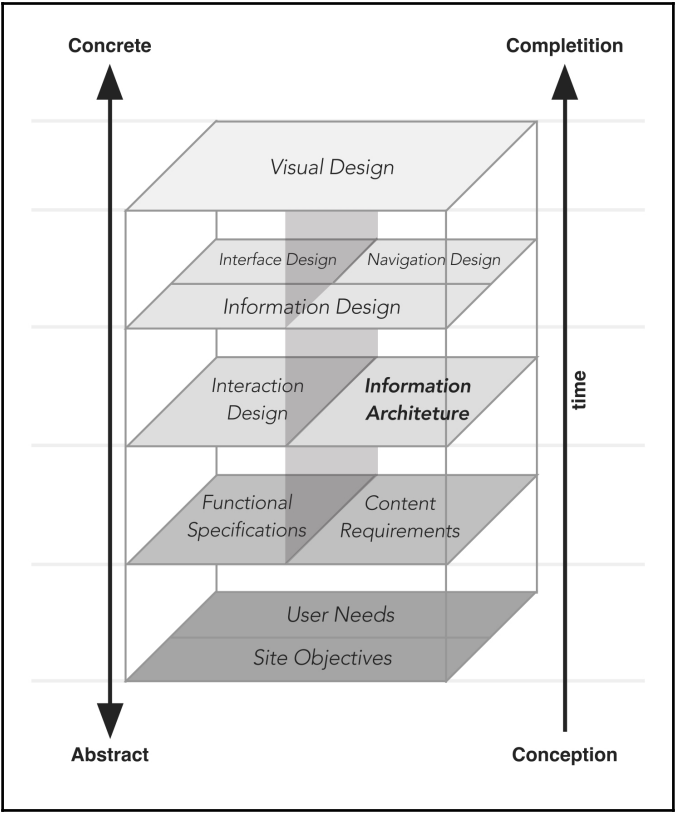 Concrete
Completition
Visual Design
Interface Design
Navigation Design
Information Design
Interaction
Design
Information
Architeture
time
Functional
Specifications
Content
Requirements
User Needs
Site Objectives
Abstract
Conception